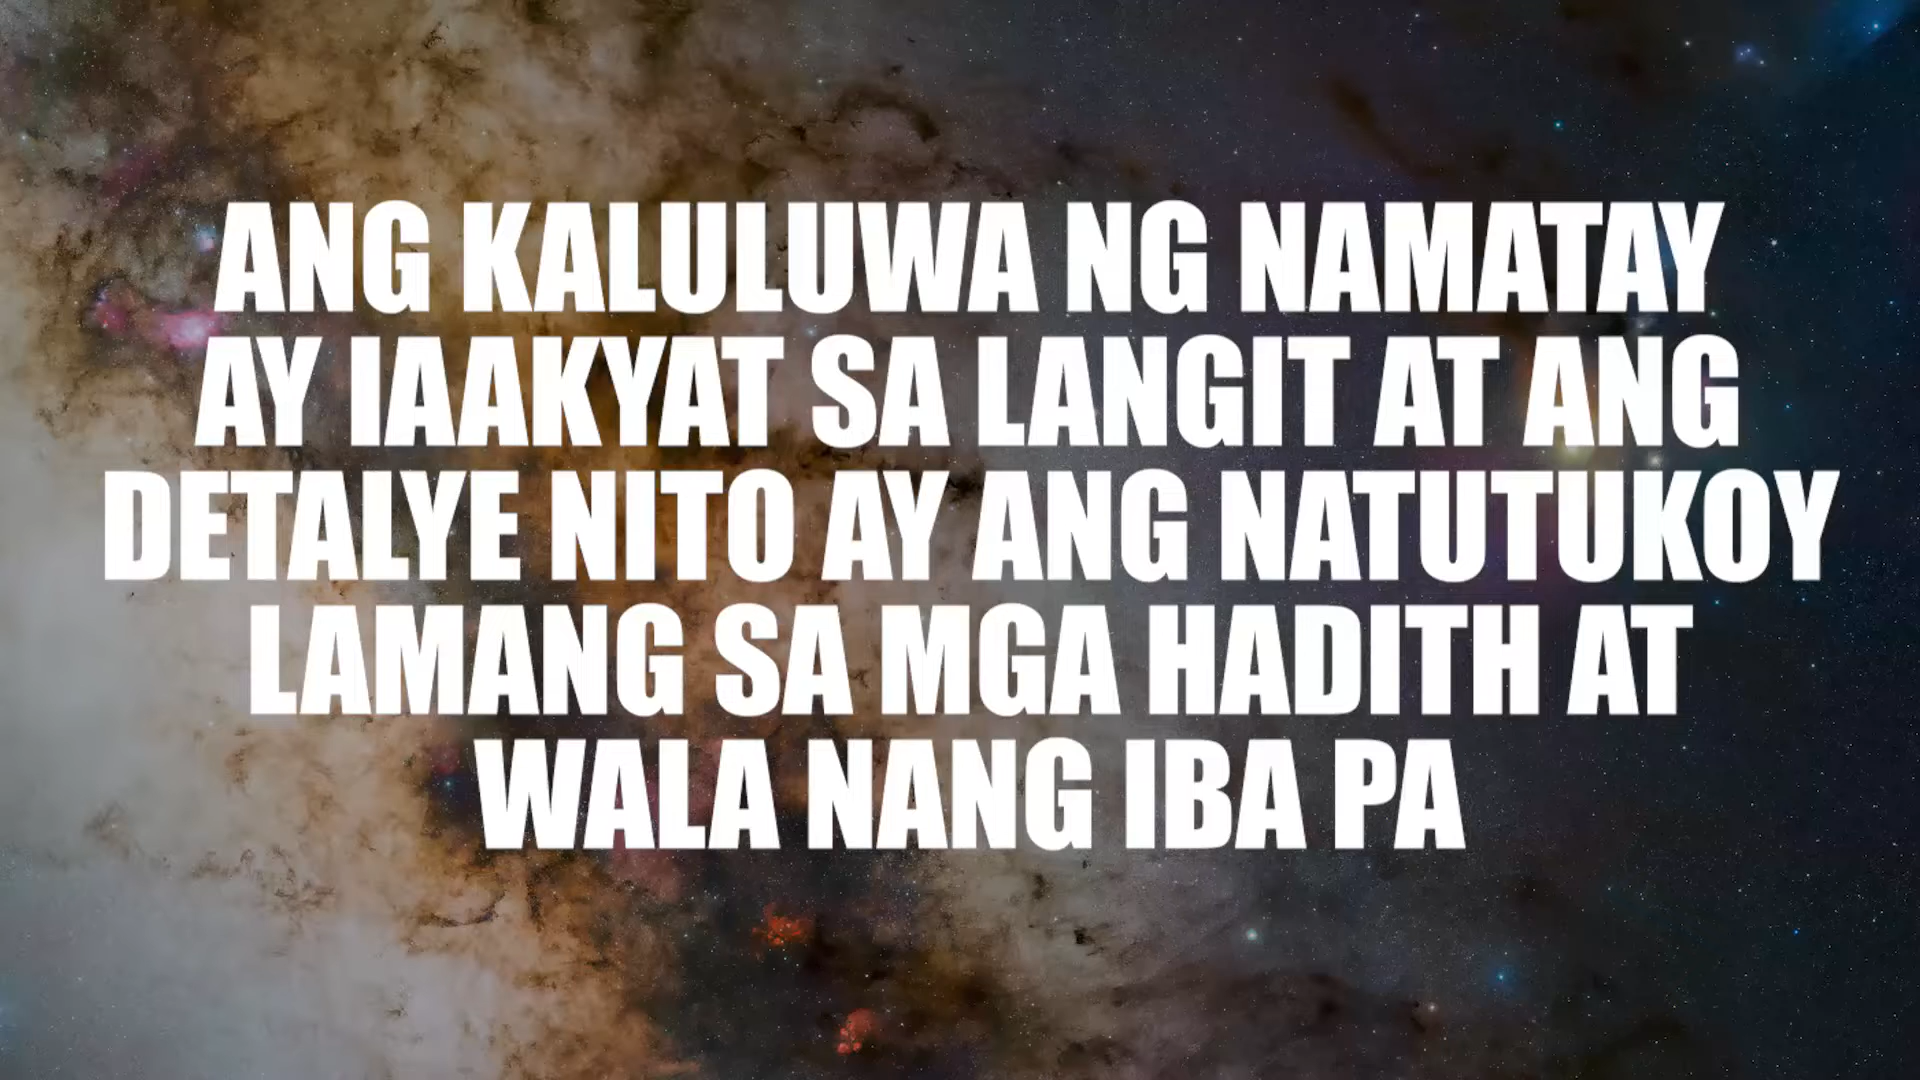 ANG KALULUWA NG NAMATAY
AY IAAKYAT SA LANGIT AT ANG
DETALYE NITO AY ANG NATUTUKOY
LAMANG SA MGA HADITH AT
WALA NANG IBA PA